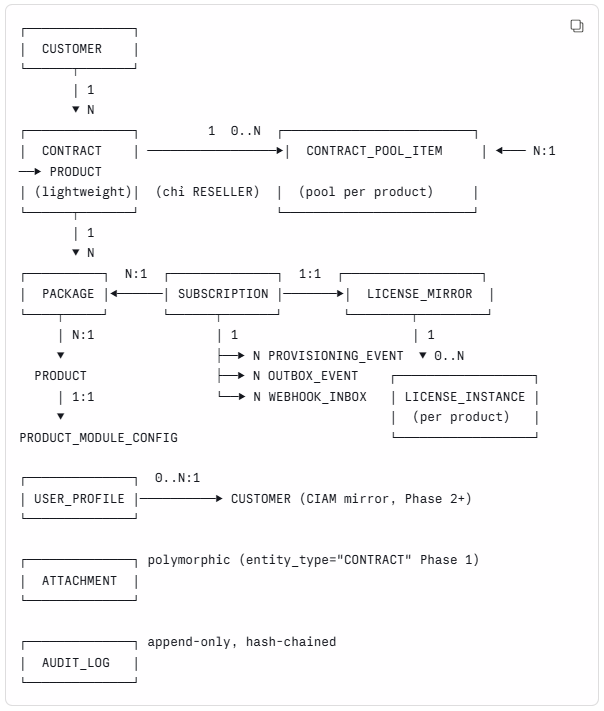 CUSTOMER
1
N
1 0..N
CONTRACT CONTRACT_POOL_ITEM N:1
PRODUCT
(lightweight) (chi RESELLER) (pool per product)
1
N
N:1 1:1
PACKAGE SUBSCRIPTION LICENSE_MIRROR
N:1 1 1
N PROVISIONING_EVENT 0..N
PRODUCT N OUTBOX_EVENT
1:1 N WEBHOOK_INBOX LICENSE_INSTANCE
(per product)
PRODUCT_MODULE_CONFIG
0..N:1
USER_PROFILE CUSTOMER (CIAM mirror, Phase 2+)
polymorphic (entity_type="CONTRACT" Phase 1)
ATTACHMENT
append-only, hash-chained
AUDIT_LOG